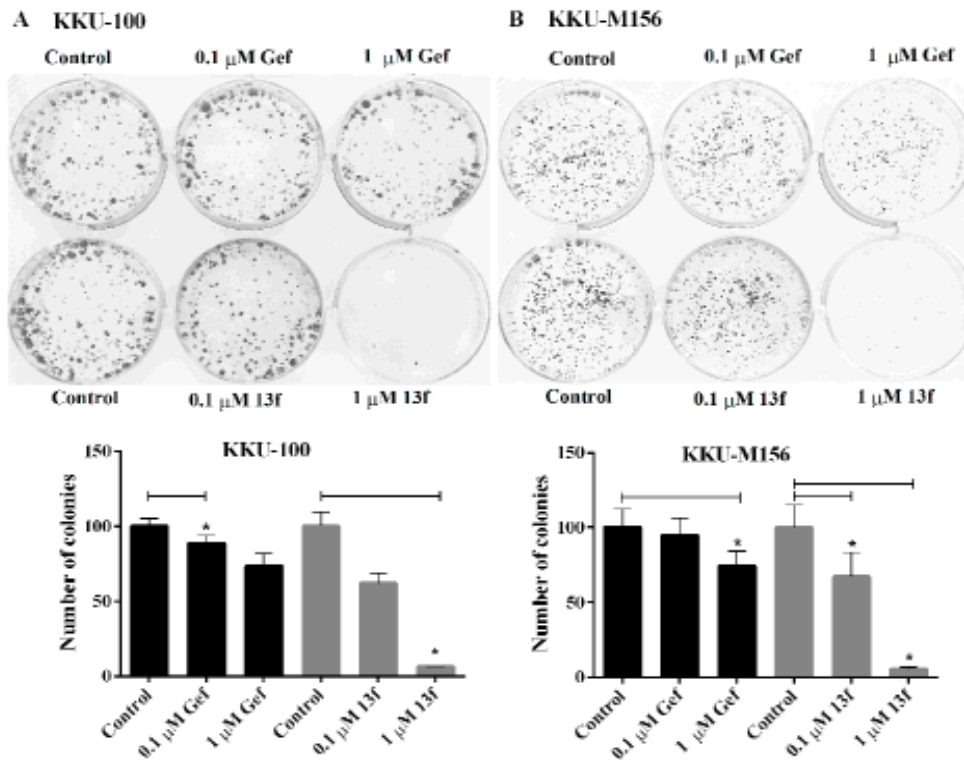 A KKU-100
B KKU-M156
Control 0.1 μM Gef 1 μM Gef
Control 0.1 μM Gef 1 μM Gef
Control 0.1 μM 13f 1 μM 13f
Control 0.1 μM 13f 1 μM 13f
KKU-100
Number of colonies
150
100
50
0
*
*
Control
0.1 μM Gef
1 μM Gef
Control
0.1 μM 13f
1 μM 13f
KKU-M156
Number of colonies
150
100
50
0
*
*
*
Control
0.1 μM Gef
1 μM Gef
Control
0.1 μM 13f
1 μM 13f